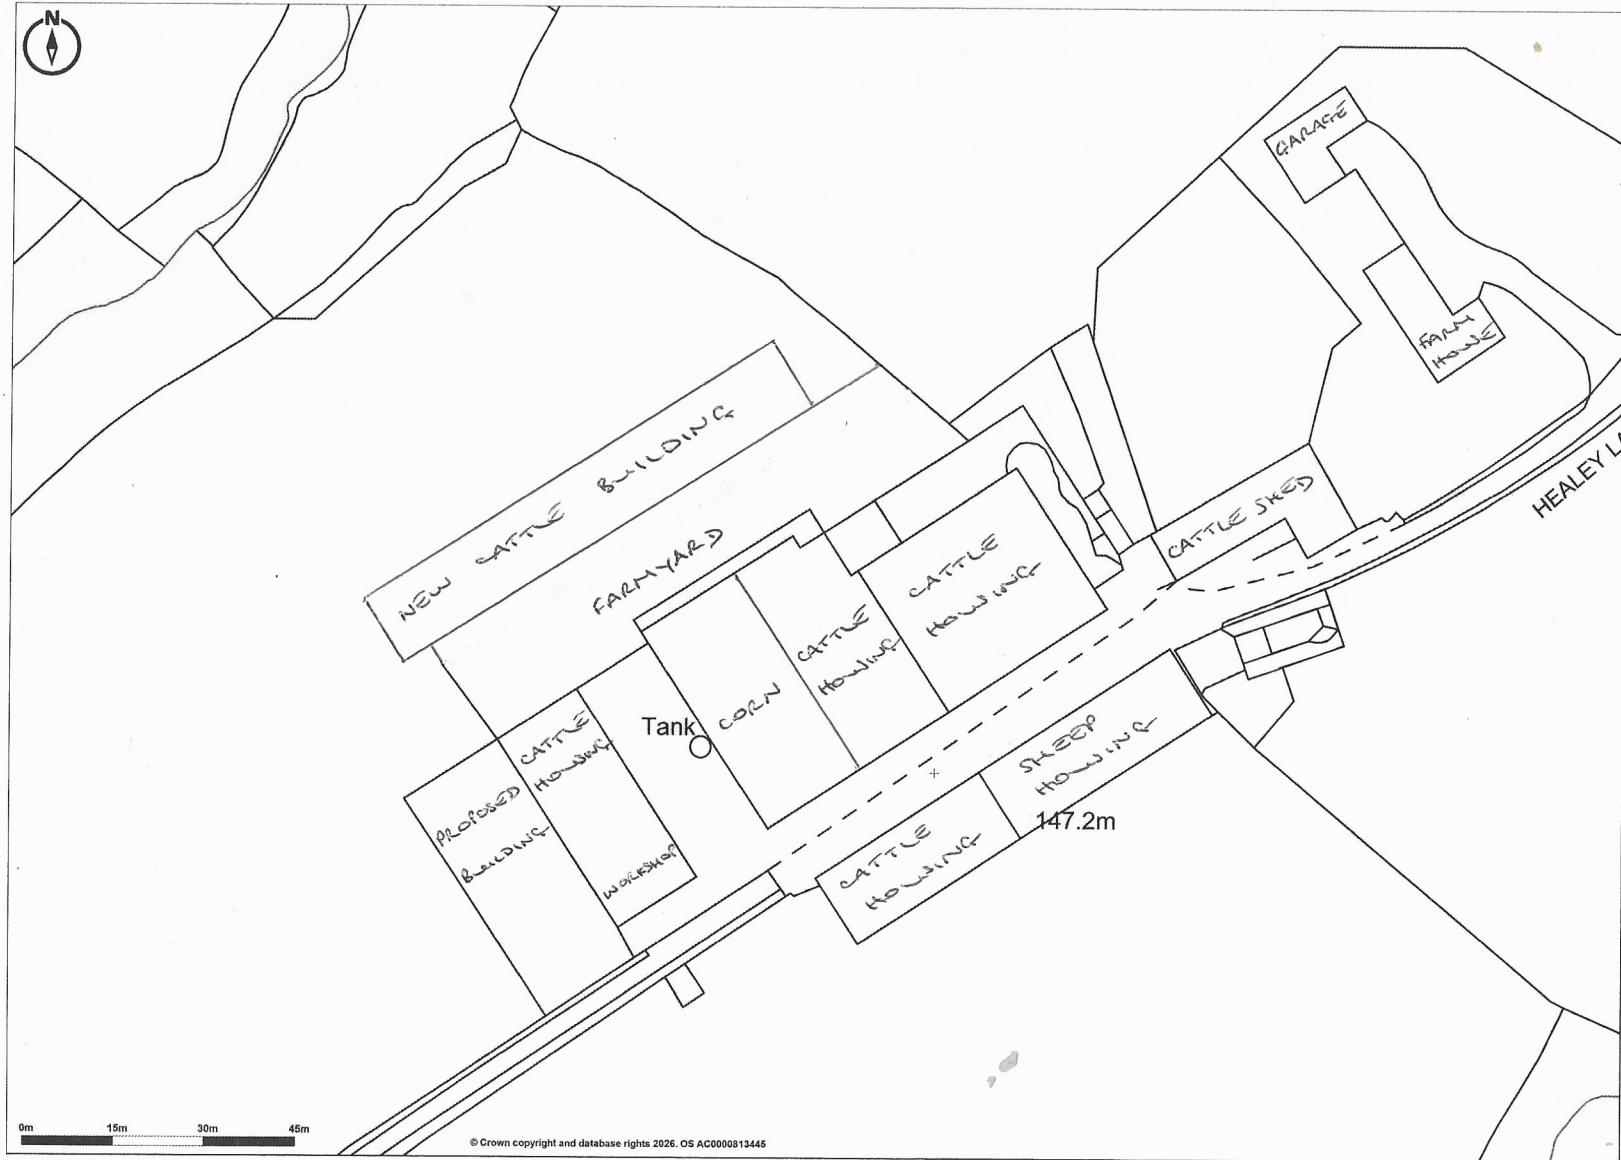 N
GARAGE
FARM
HOUSE
HEALEY LA
NEW CATTLE BUILDING
FARMYARD
CATTLE SHED
CATTLE
HOUSING
CATTLE
HOUSING
CORN
Tank
CATTLE
HOUSING
PROPOSED
BUILDING
WORKSHOP
SHEEP
HOUSING
147.2m
CATTLE
HOUSING
0m
15m
30m
45m
© Crown copyright and database rights 2026. OS AC0000813445